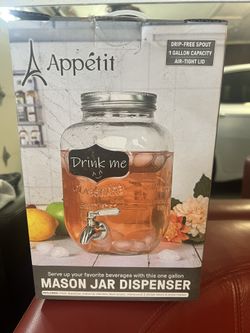 Appétit
DRIP-FREE SPOUT
1 GALLON CAPACITY
AIR-TIGHT LID
Drink me
Serve up your favorite beverages with this one gallon
MASON JAR DISPENSER